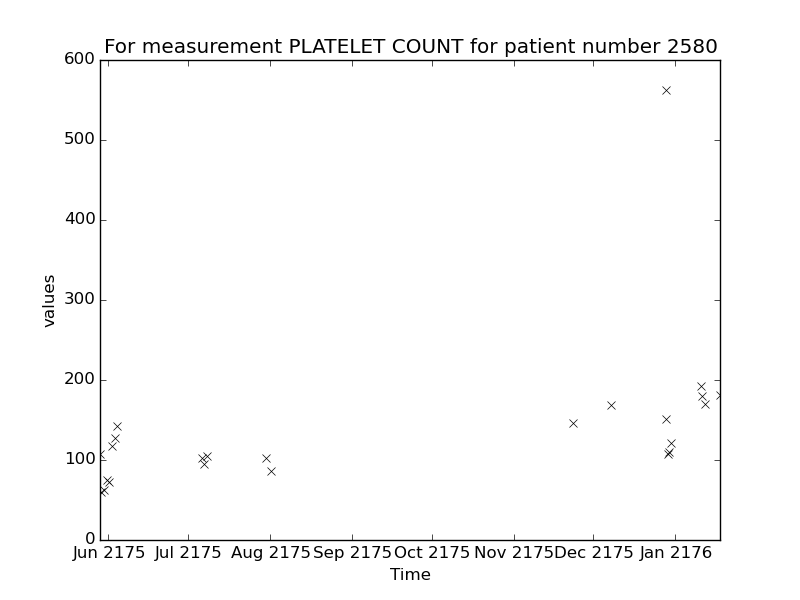 For measurement PLATELET COUNT for patient number 2580
600
500
400
300
200
100
0
values
Jun 2175 Jul 2175 Aug 2175 Sep 2175 Oct 2175 Nov 2175 Dec 2175 Jan 2176
Time